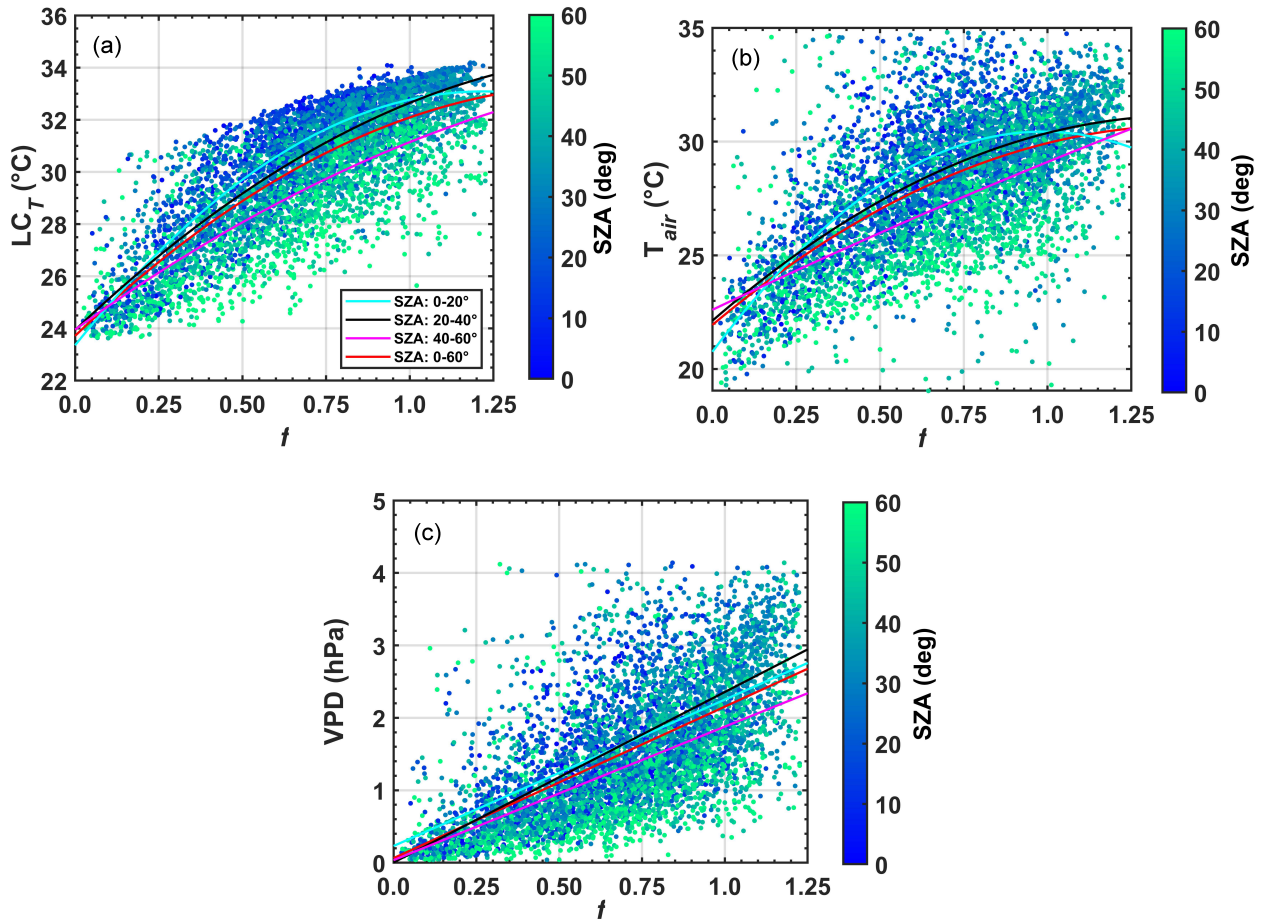 (a)
LC_T (°C)
36
34
32
30
28
26
24
22
0.0 0.25 0.50 0.75 1.0 1.25
f
SZA: 0-20°
SZA: 20-40°
SZA: 40-60°
SZA: 0-60°
60
50
40
30
20
10
0
SZA (deg)
(b)
T_air (°C)
35
30
25
20
0.0 0.25 0.50 0.75 1.0 1.25
f
60
50
40
30
20
10
0
SZA (deg)
(c)
VPD (hPa)
5
4
3
2
1
0
0.0 0.25 0.50 0.75 1.0 1.25
f
60
50
40
30
20
10
0
SZA (deg)